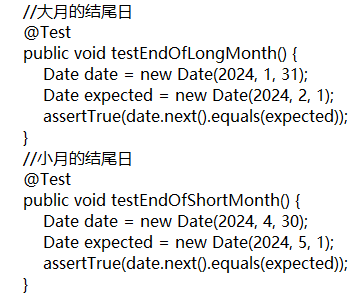 //大月的结尾日
@Test
public void testEndOfLongMonth() {
    Date date = new Date(2024, 1, 31);
    Date expected = new Date(2024, 2, 1);
    assertTrue(date.next().equals(expected));
}
//小月的结尾日
@Test
public void testEndOfShortMonth() {
    Date date = new Date(2024, 4, 30);
    Date expected = new Date(2024, 5, 1);
    assertTrue(date.next().equals(expected));
}